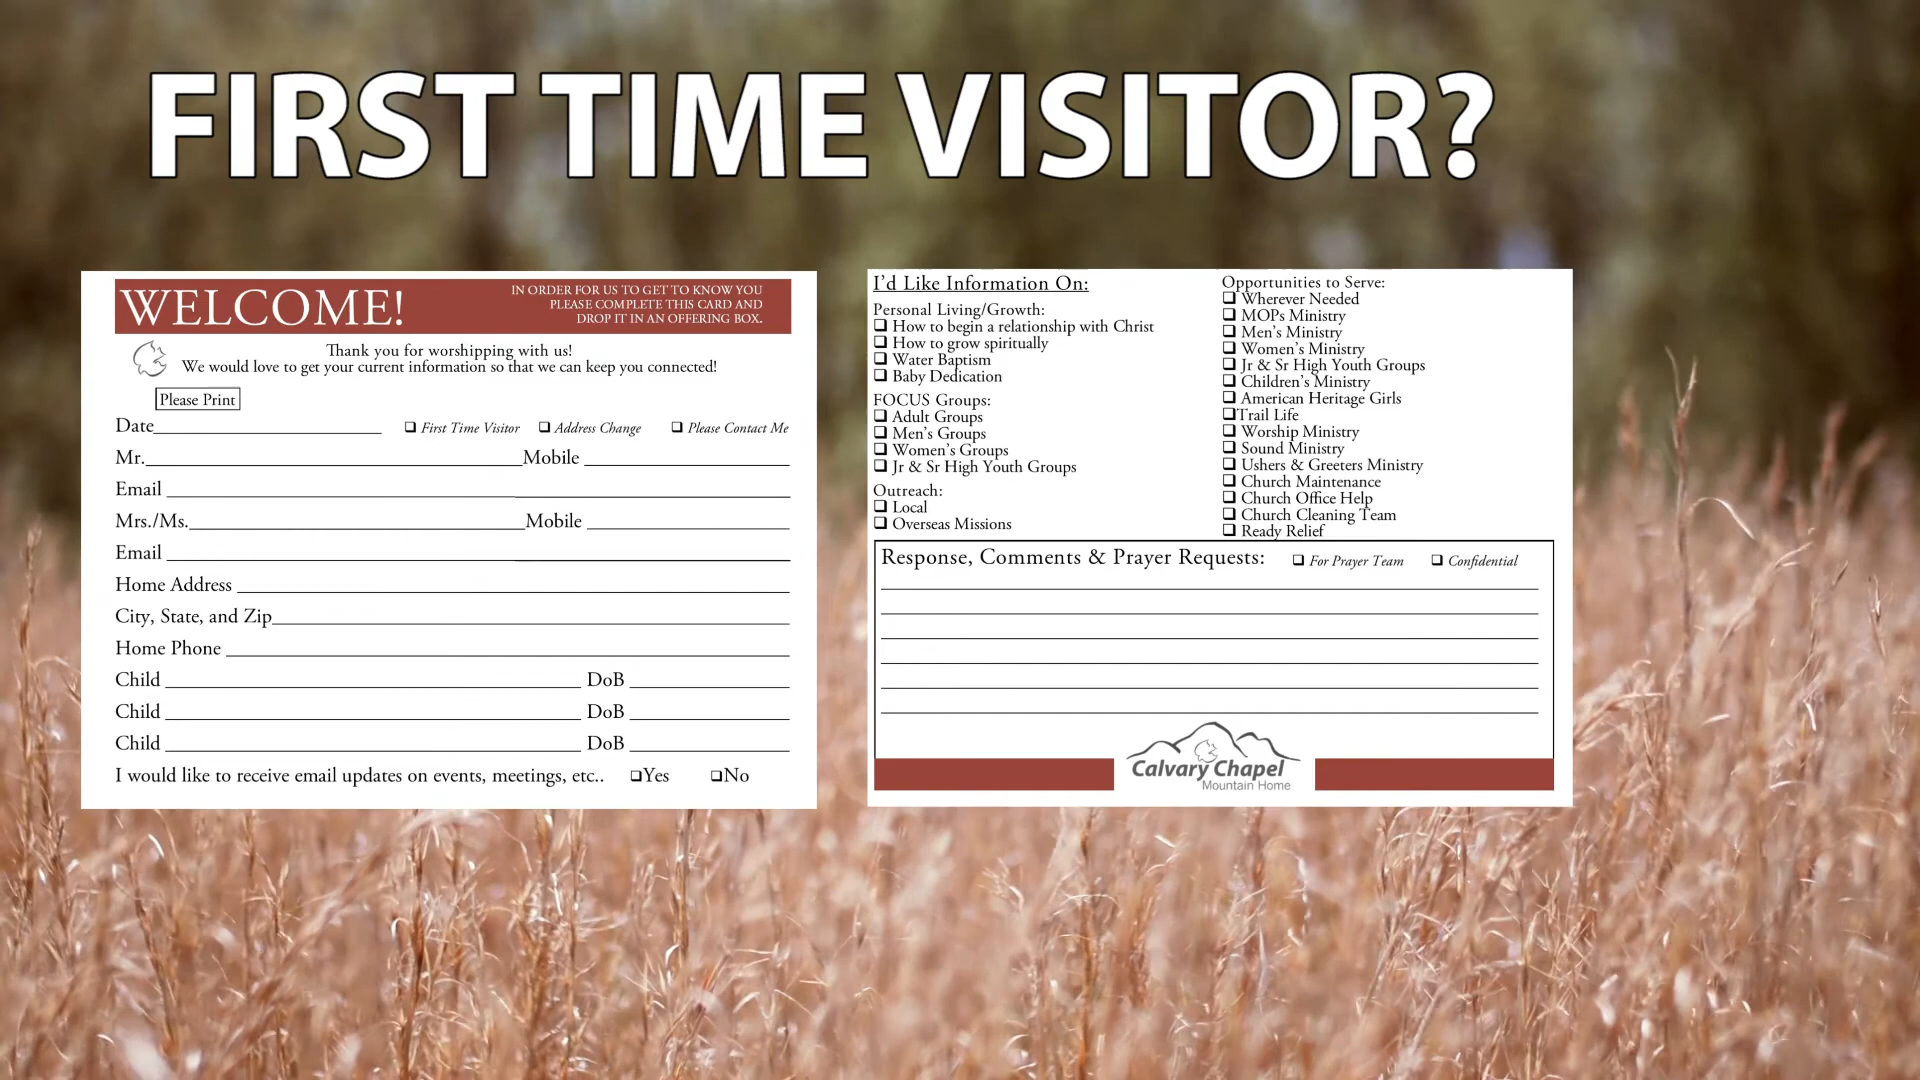 FIRST TIME VISITOR?
WELCOME!
IN ORDER FOR US TO GET TO KNOW YOU
PLEASE COMPLETE THIS CARD AND
DROP IT IN AN OFFERING BOX.
Thank you for worshipping with us!
We would love to get your current information so that we can keep you connected!
Please Print
Date ☐ First Time Visitor ☐ Address Change ☐ Please Contact Me
Mr. Mobile
Email
Mrs./Ms. Mobile
Email
Home Address
City, State, and Zip
Home Phone
Child DoB
Child DoB
Child DoB
I would like to receive email updates on events, meetings, etc.. ☐Yes ☐No
I'd Like Information On:
Personal Living/Growth:
☐ How to begin a relationship with Christ
☐ How to grow spiritually
☐ Water Baptism
☐ Baby Dedication
FOCUS Groups:
☐ Adult Groups
☐ Men's Groups
☐ Women's Groups
☐ Jr & Sr High Youth Groups
Outreach:
☐ Local
☐ Overseas Missions
Opportunities to Serve:
☐ Wherever Needed
☐ MOPs Ministry
☐ Men's Ministry
☐ Women's Ministry
☐ Jr & Sr High Youth Groups
☐ Children's Ministry
☐ American Heritage Girls
☐Trail Life
☐ Worship Ministry
☐ Sound Ministry
☐ Ushers & Greeters Ministry
☐ Church Maintenance
☐ Church Office Help
☐ Church Cleaning Team
☐ Ready Relief
Response, Comments & Prayer Requests: ☐ For Prayer Team ☐ Confidential
Calvary Chapel
Mountain Home